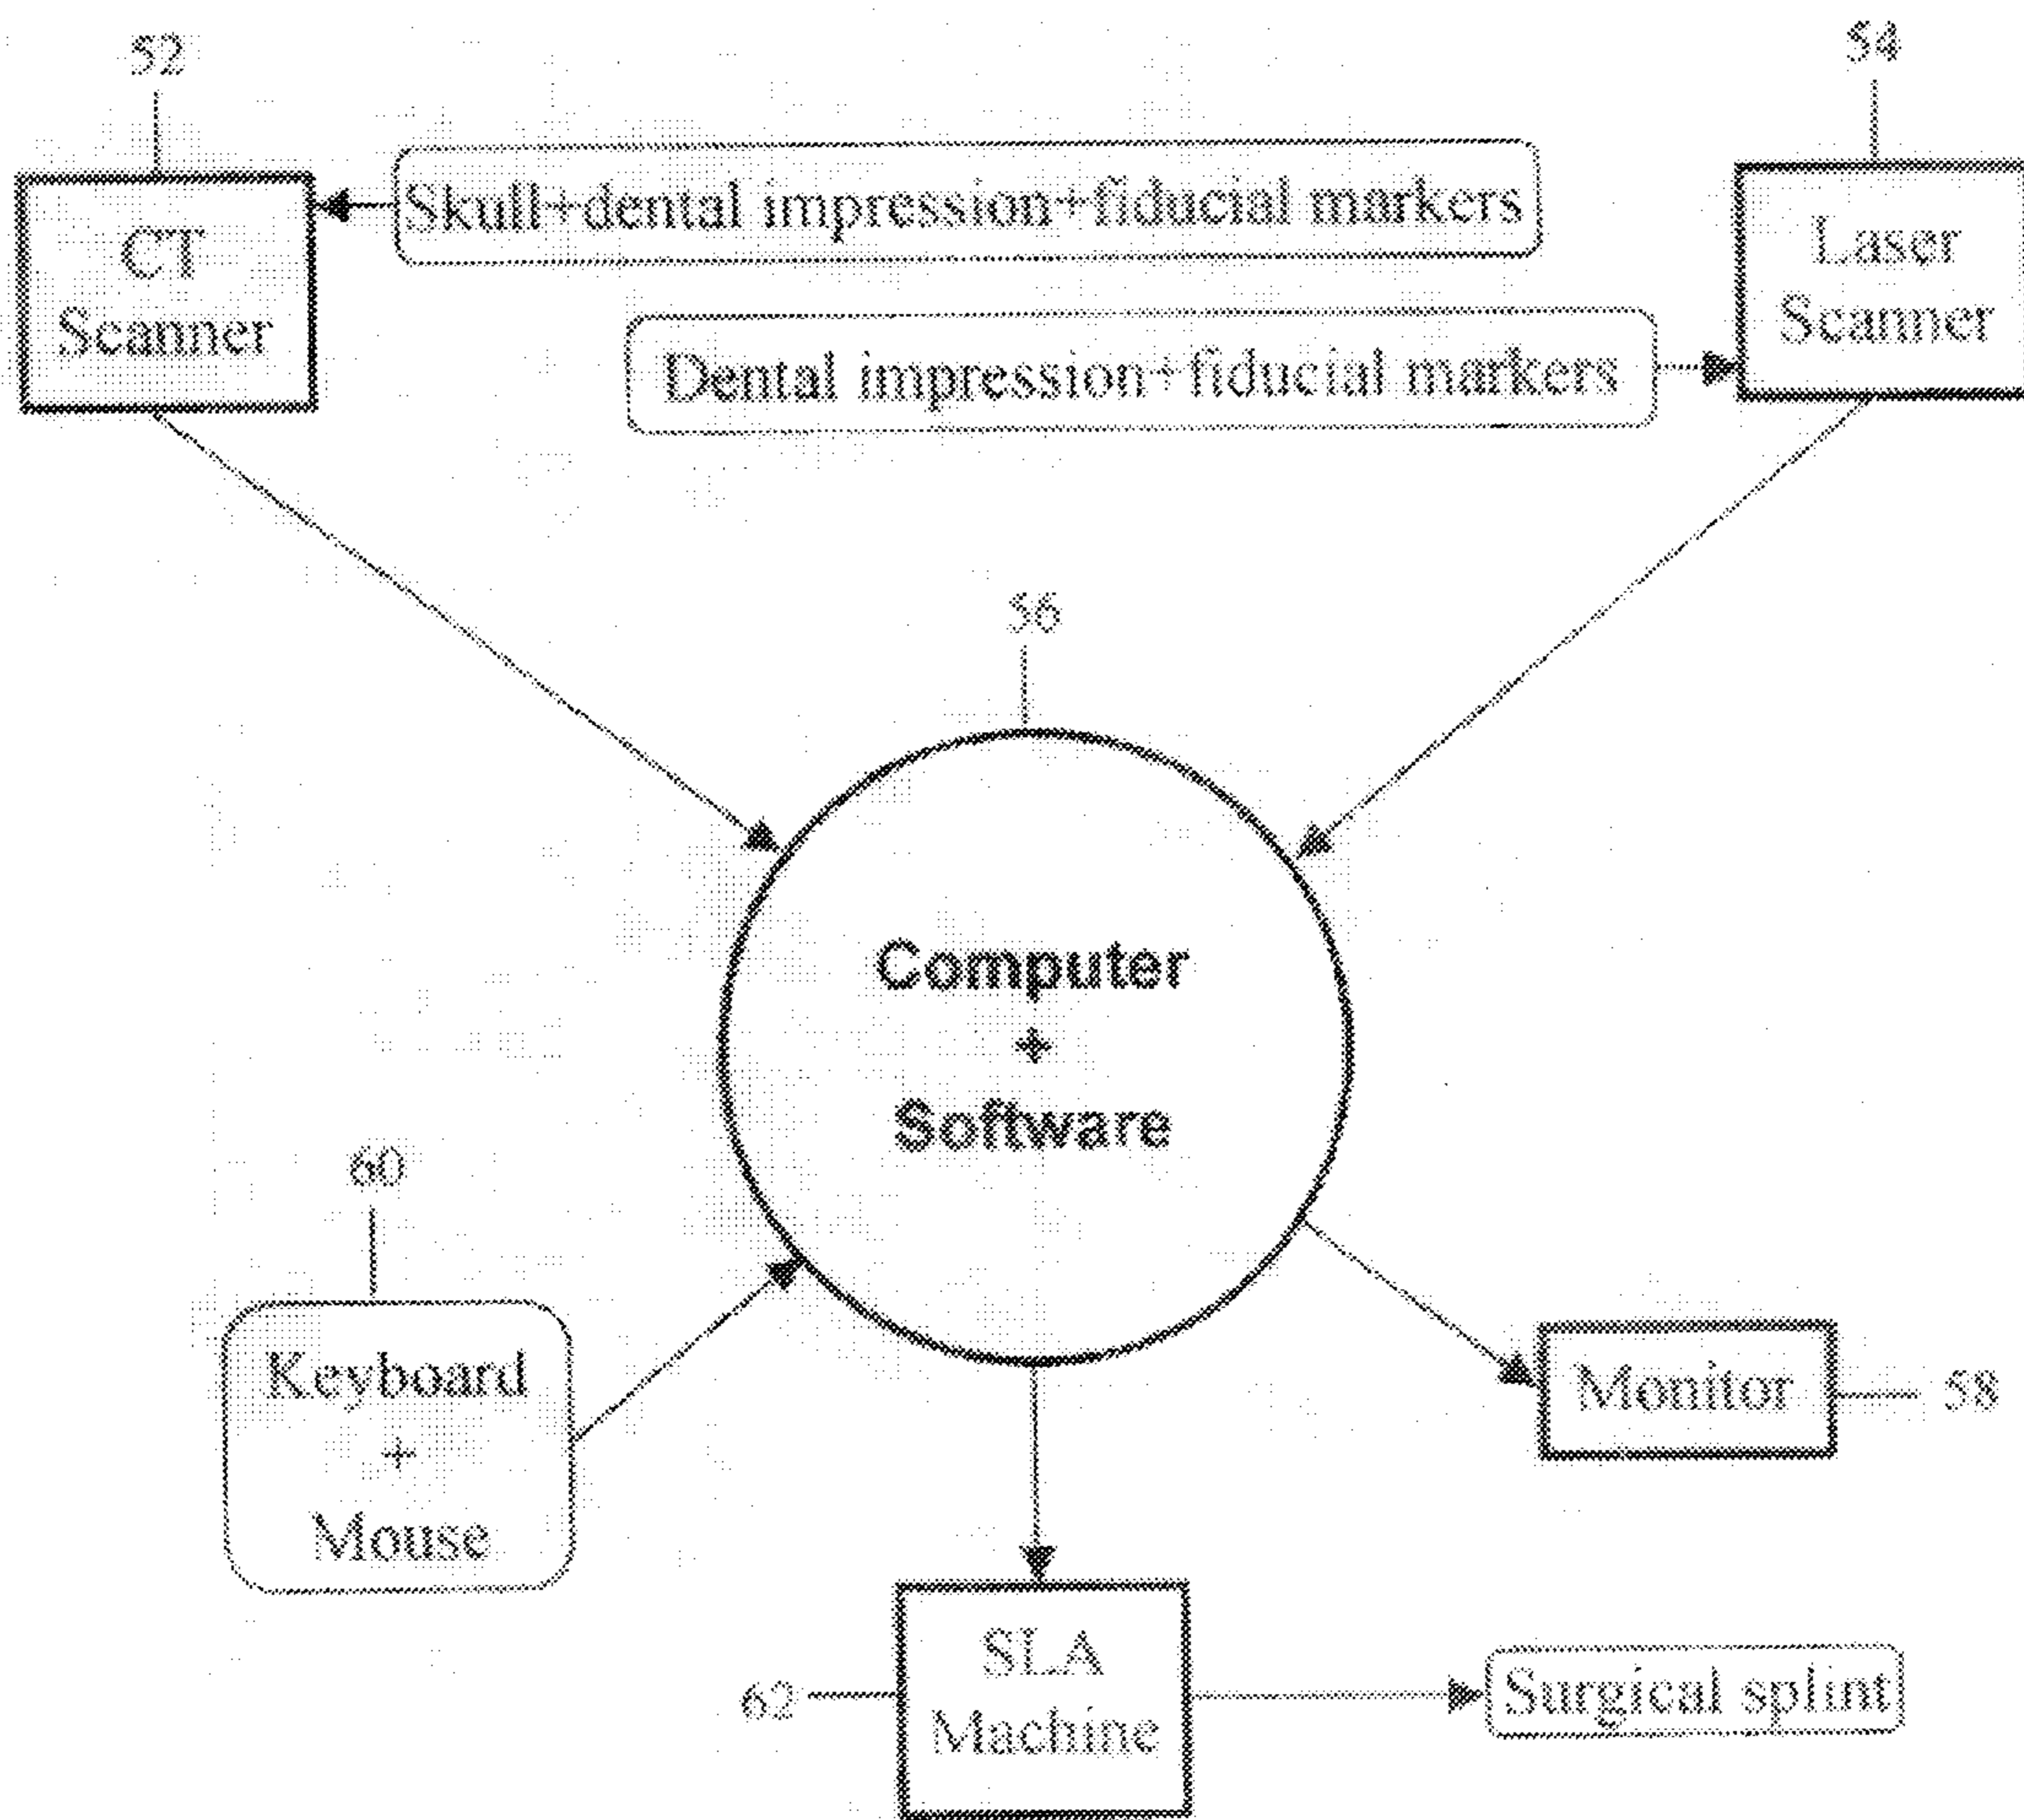 52
54
Skull+dental impression+fiducial markers
CT
Scanner
Laser
Scanner
Dental impression+fiducial markers
56
Computer
+
Software
60
Keyboard
+
Mouse
Monitor
58
SLA
Machine
62
Surgical splint